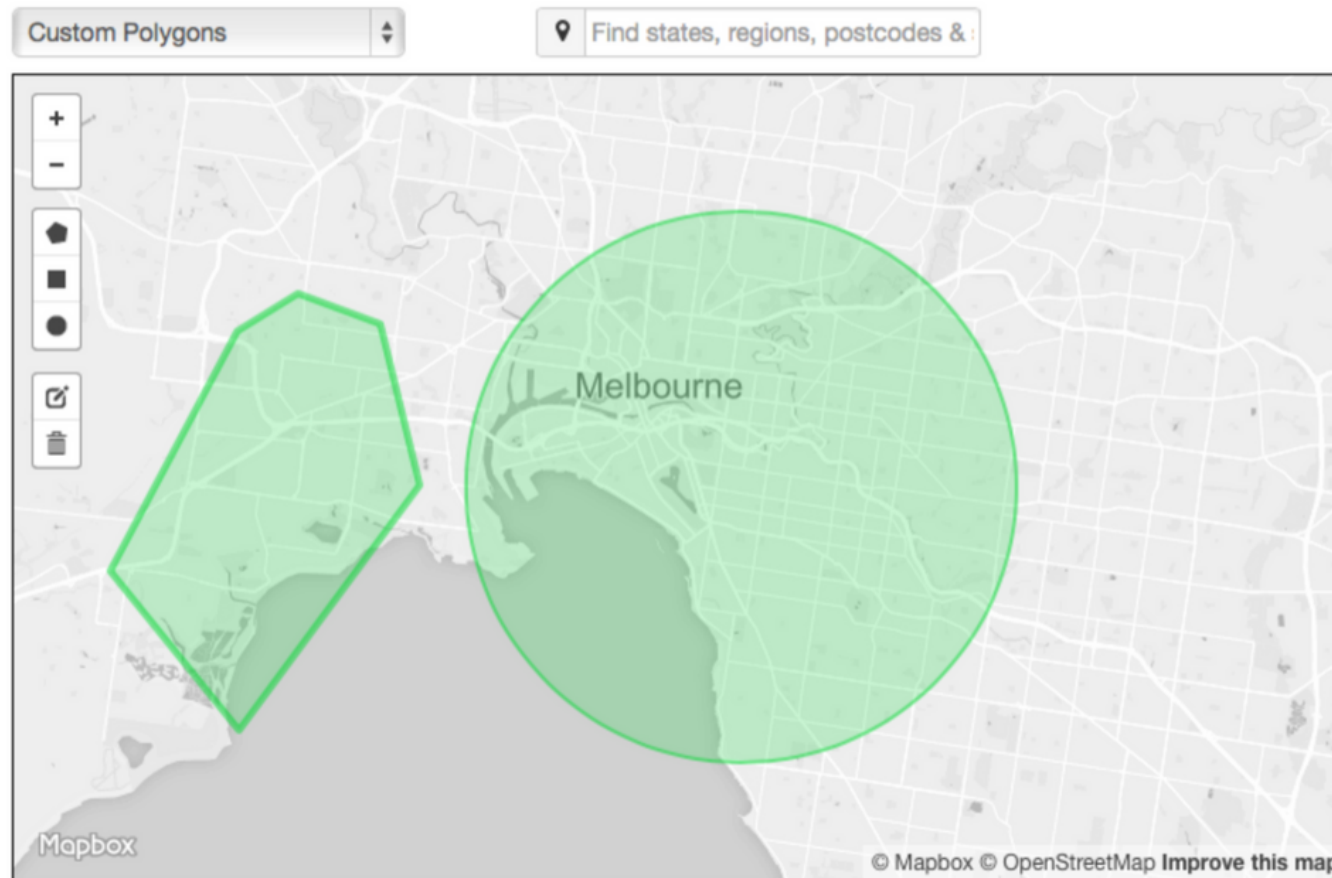 Custom Polygons
Find states, regions, postcodes &
+
−
Melbourne
Mapbox
© Mapbox © OpenStreetMap Improve this map